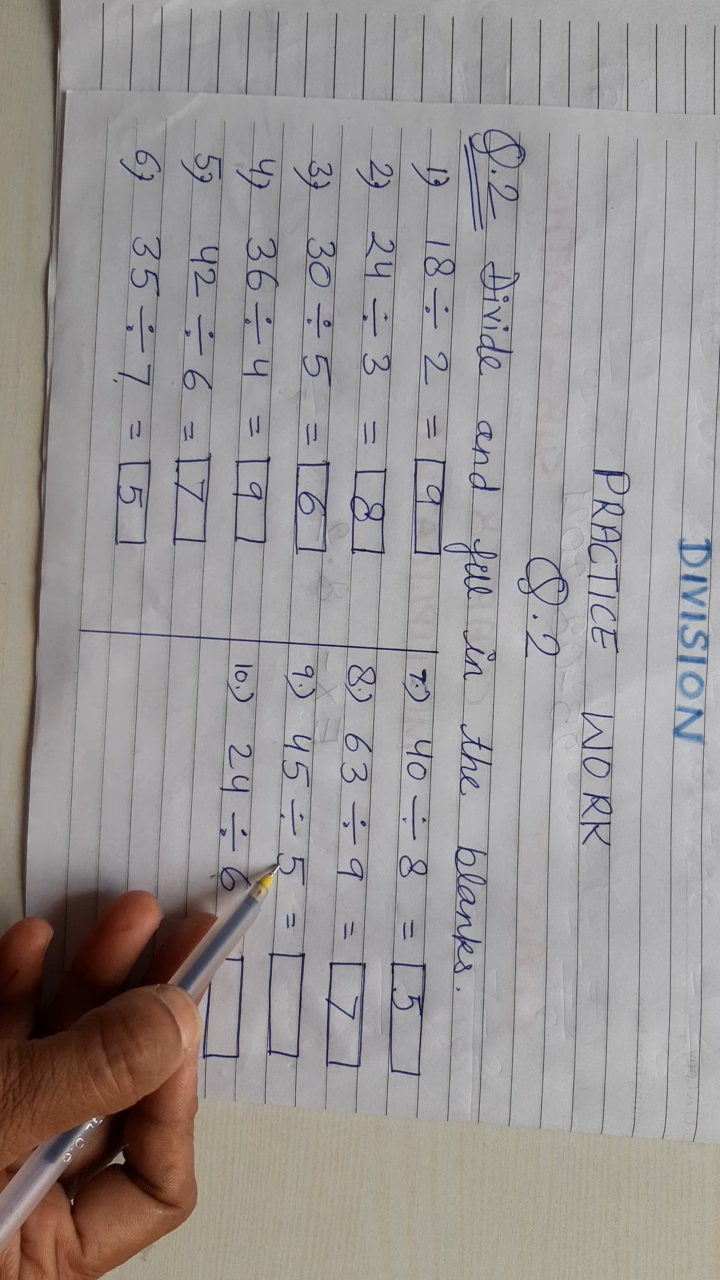 DIVISION
PRACTICE WORK
Q.2
Q.2 Divide and fill in the blanks.
1) 18 ÷ 2 = 9
2) 24 ÷ 3 = 8
3) 30 ÷ 5 = 6
4) 36 ÷ 4 = 9
5) 42 ÷ 6 = 7
6) 35 ÷ 7 = 5
7.) 40 ÷ 8 = 5
8.) 63 ÷ 9 = 7
9.) 45 ÷ 5 =
10.) 24 ÷ 6